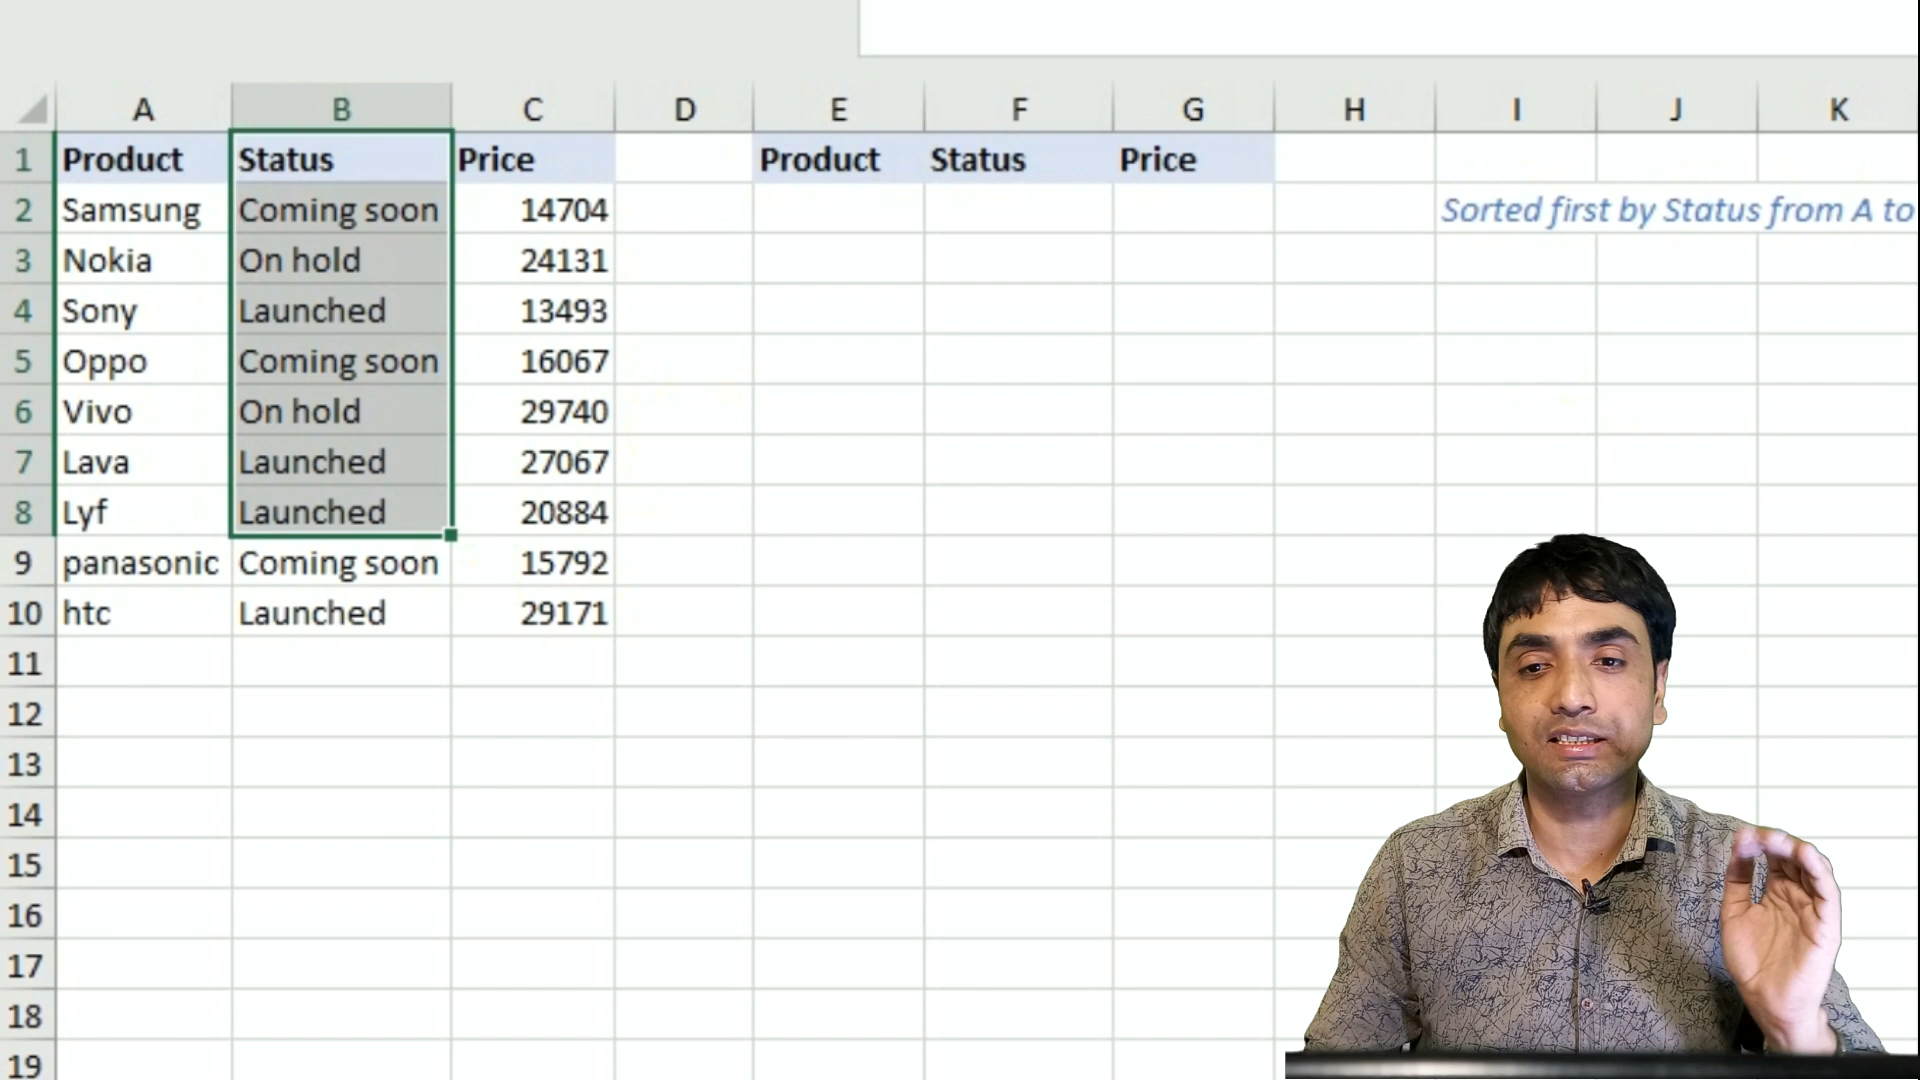 A B C D E F G H I J K
1 Product Status Price Product Status Price
2 Samsung Coming soon 14704 Sorted first by Status from A to
3 Nokia On hold 24131
4 Sony Launched 13493
5 Oppo Coming soon 16067
6 Vivo On hold 29740
7 Lava Launched 27067
8 Lyf Launched 20884
9 panasonic Coming soon 15792
10 htc Launched 29171
11
12
13
14
15
16
17
18
19